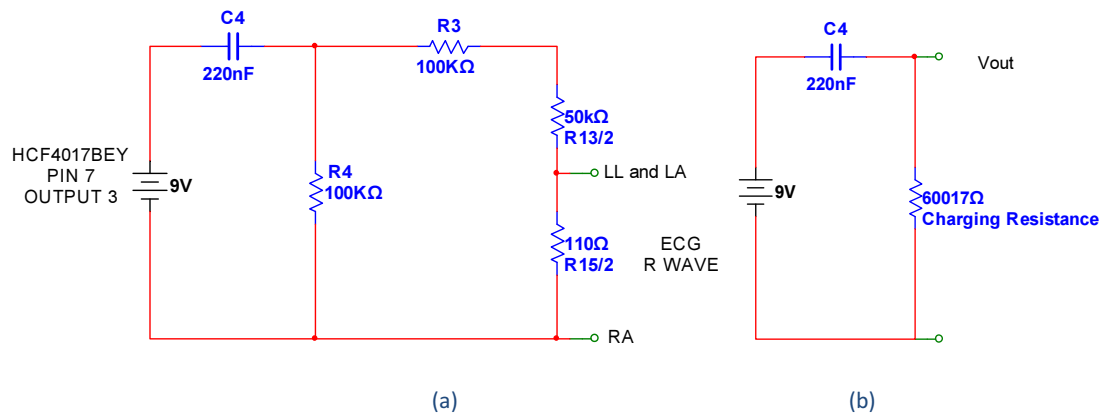 C4
220nF
R3
100KΩ
50kΩ
R13/2
HCF4017BEY
PIN 7
OUTPUT 3
9V
R4
100KΩ
LL and LA
110Ω
R15/2
RA
ECG
R WAVE
(a)
C4
220nF
Vout
9V
60017Ω
Charging Resistance
(b)